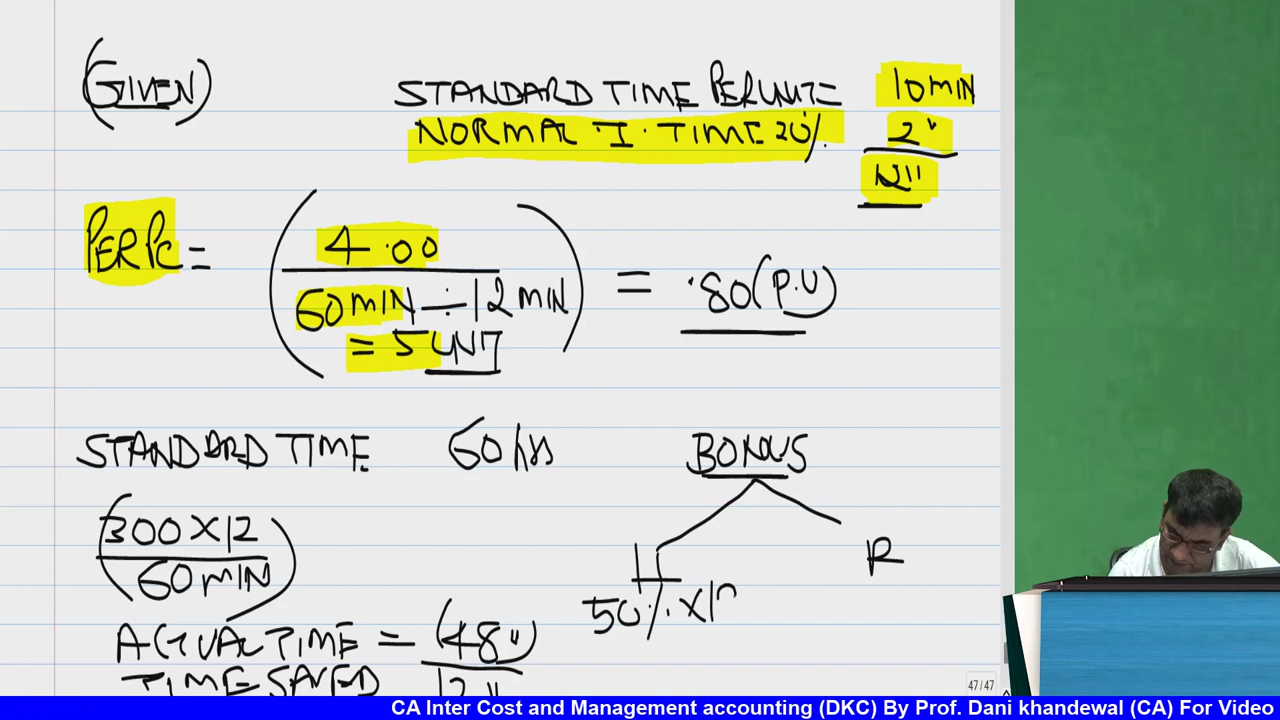 (GIVEN)
STANDARD TIME PER UNIT = 10 MIN
NORMAL ·I· TIME 20% 2"
12"
PER PC = ( 4.00 / 60 MIN ÷ 12 MIN = 5 UNIT ) = .80 (P.U)
STANDARD TIME 60 hrs
(300 X 12 / 60 MIN)
ACTUAL TIME = (48")
TIME SAVED 12"
BONUS
H R
50% X 12
47/47
CA Inter Cost and Management accounting (DKC) By Prof. Dani khandewal (CA) For Video